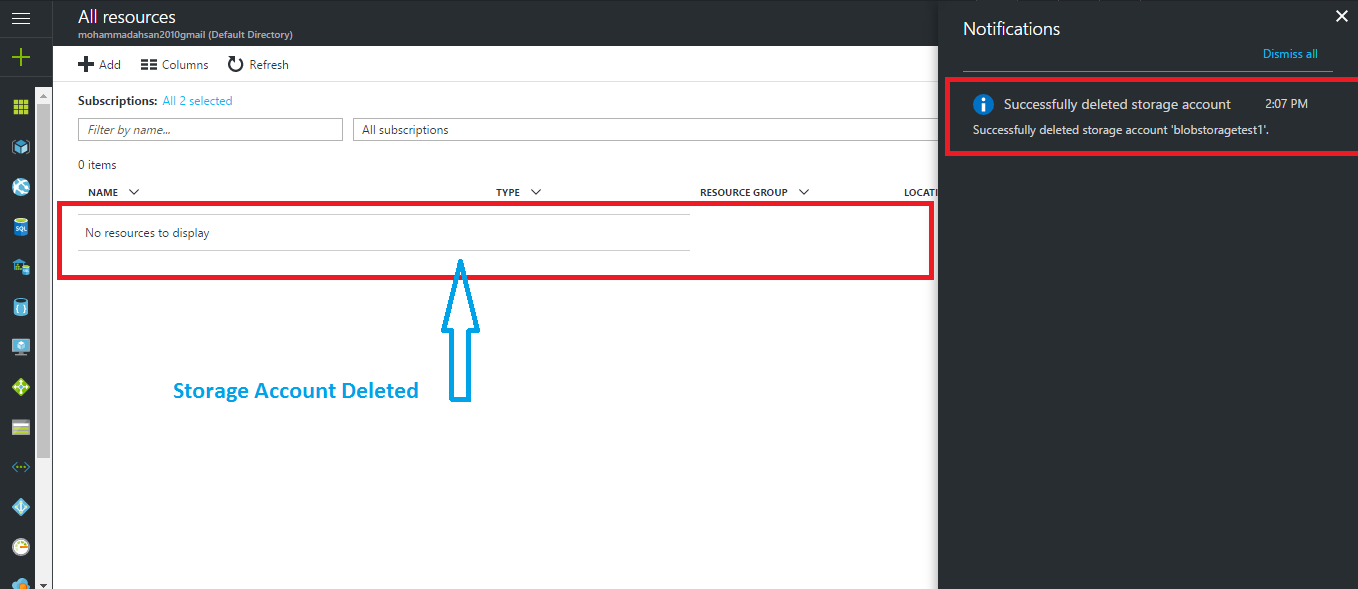 All resources
mohammadahsan2010gmail (Default Directory)
Add Columns Refresh
Subscriptions: All 2 selected
Filter by name... All subscriptions
0 items
NAME TYPE RESOURCE GROUP LOCATI
No resources to display
Storage Account Deleted
Notifications
Dismiss all
Successfully deleted storage account 2:07 PM
Successfully deleted storage account 'blobstoragetest1'.
SQL